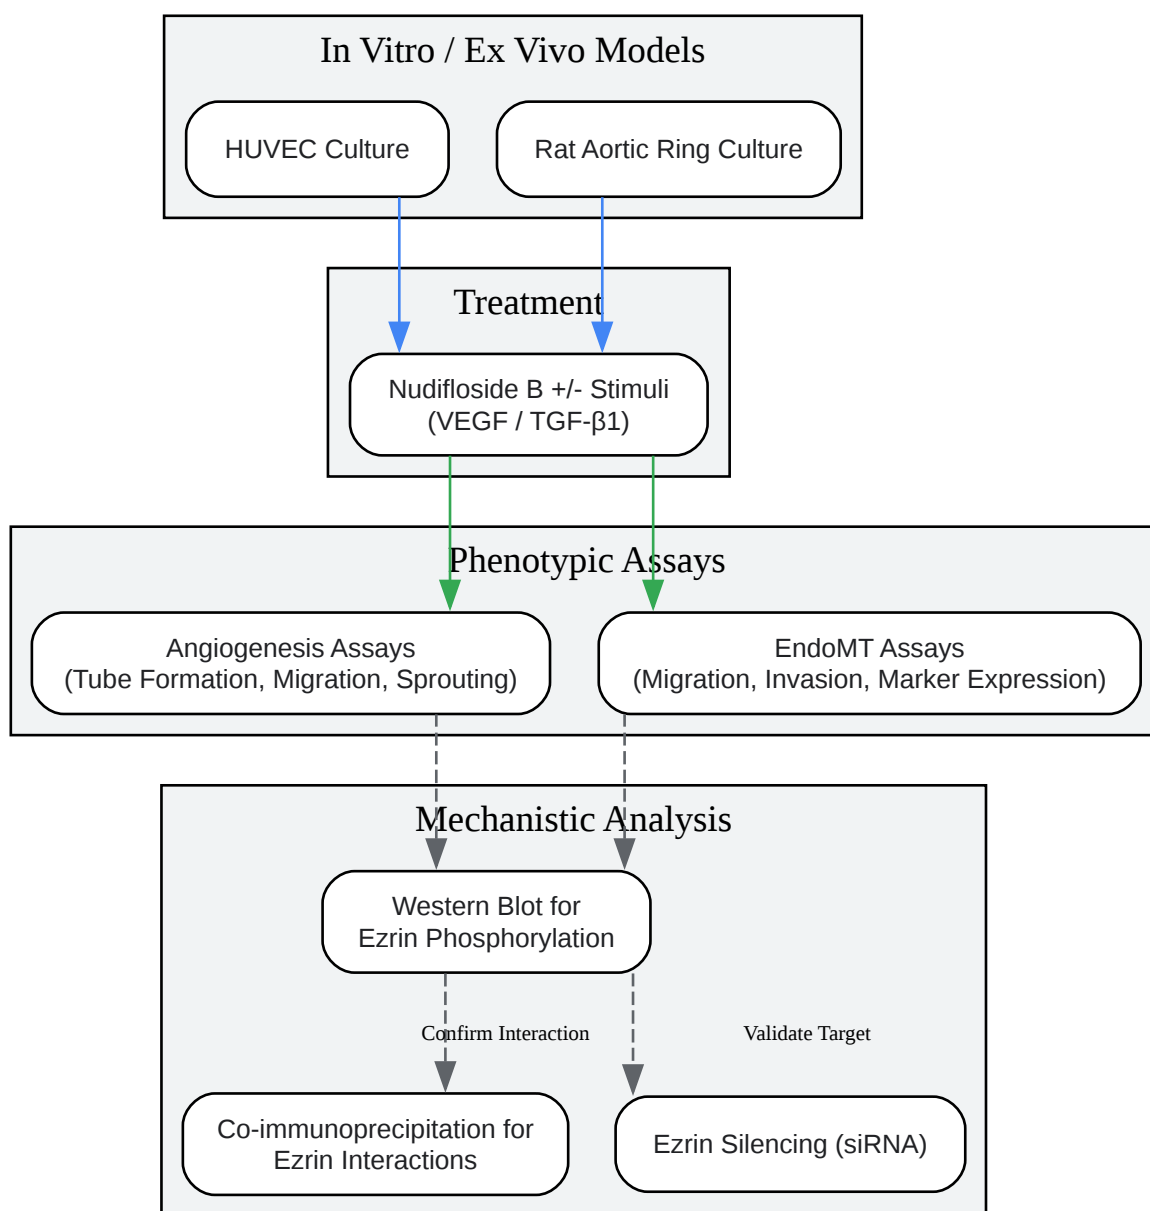 In Vitro / Ex Vivo Models
HUVEC Culture
Rat Aortic Ring Culture
Treatment
Nudifloside B +/- Stimuli
(VEGF / TGF-β1)
Phenotypic Assays
Angiogenesis Assays
(Tube Formation, Migration, Sprouting)
EndoMT Assays
(Migration, Invasion, Marker Expression)
Mechanistic Analysis
Western Blot for
Ezrin Phosphorylation
Confirm Interaction
Validate Target
Co-immunoprecipitation for
Ezrin Interactions
Ezrin Silencing (siRNA)